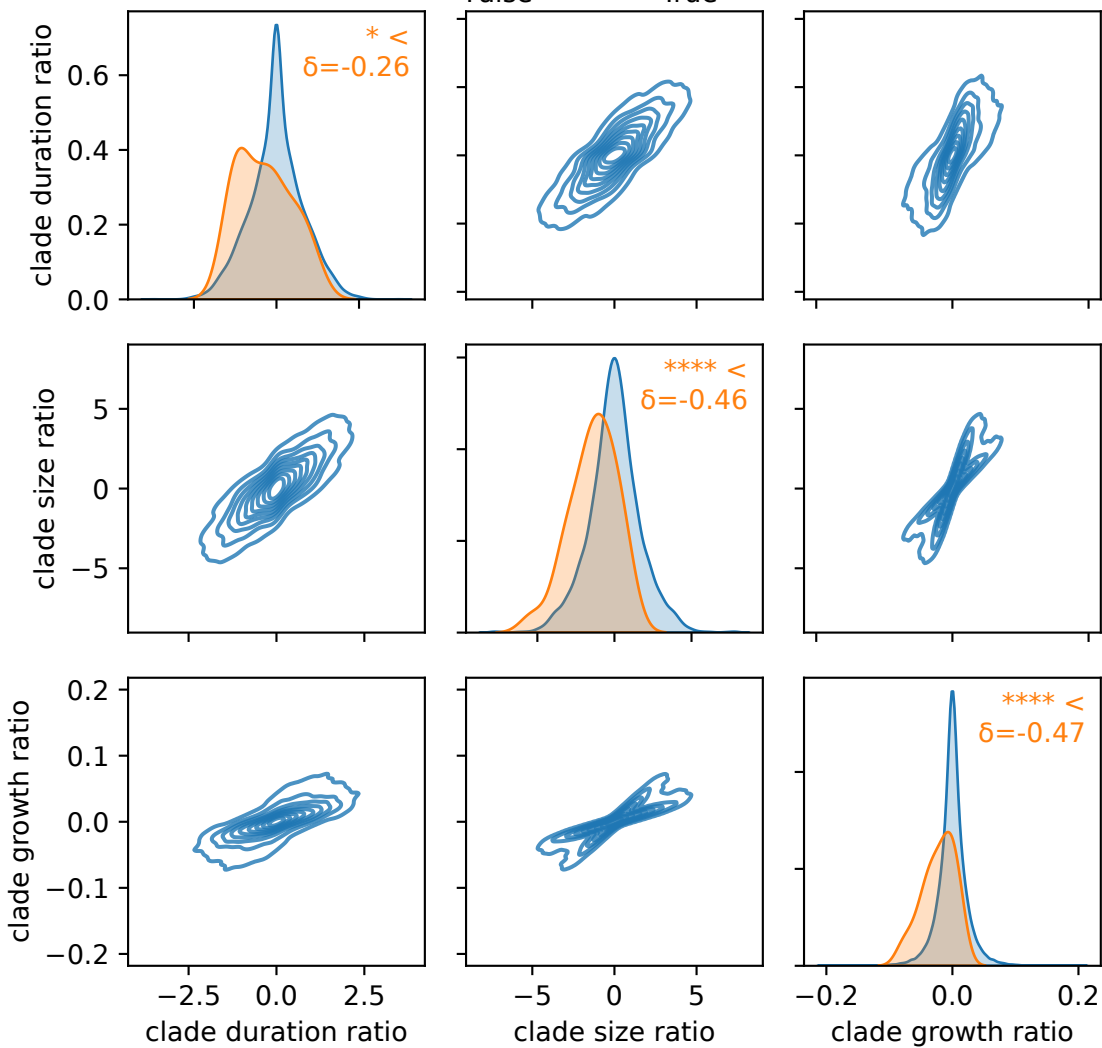 False True
clade duration ratio
0.6
0.4
0.2
0.0
* <
δ=-0.26
clade size ratio
5
0
−5
**** <
δ=-0.46
clade growth ratio
0.2
0.1
0.0
−0.1
−0.2
**** <
δ=-0.47
−2.5 0.0 2.5
−5 0 5
−0.2 0.0 0.2
clade duration ratio
clade size ratio
clade growth ratio